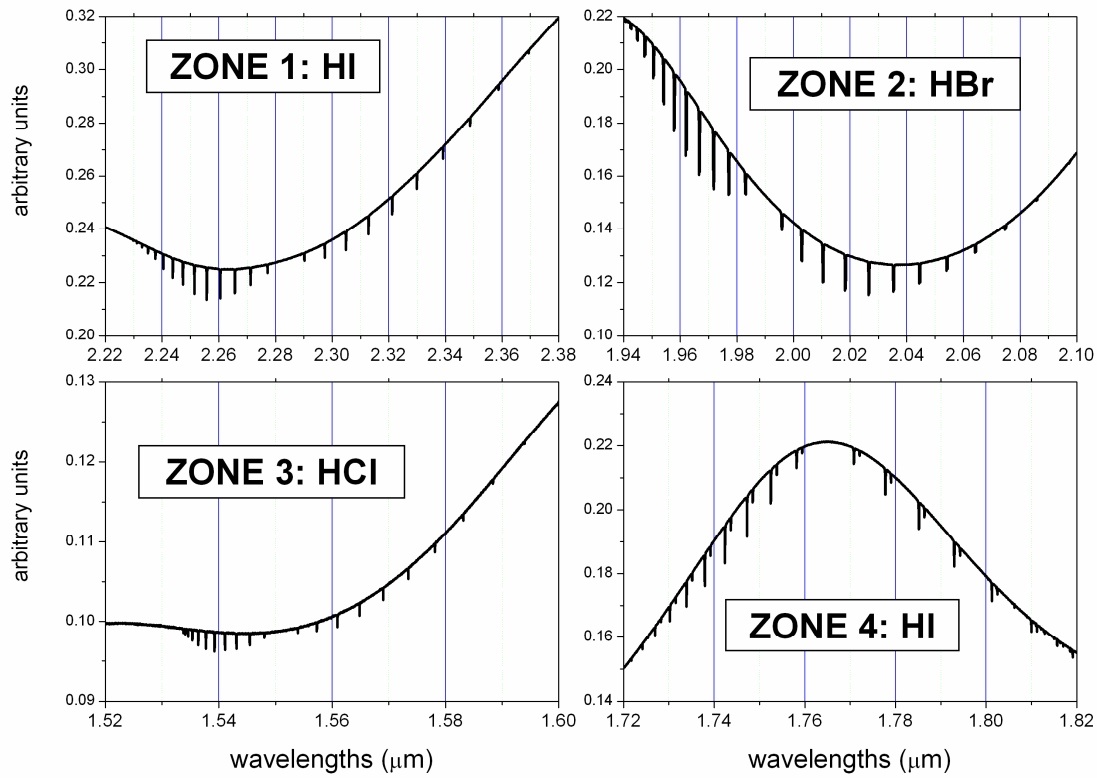 ZONE 1: HI
0.32
0.30
0.28
0.26
0.24
0.22
0.20
arbitrary units
2.22 2.24 2.26 2.28 2.30 2.32 2.34 2.36 2.38
ZONE 2: HBr
0.22
0.20
0.18
0.16
0.14
0.12
0.10
1.94 1.96 1.98 2.00 2.02 2.04 2.06 2.08 2.10
ZONE 3: HCl
0.13
0.12
0.11
0.10
0.09
arbitrary units
1.52 1.54 1.56 1.58 1.60
wavelengths (μm)
ZONE 4: HI
0.24
0.22
0.20
0.18
0.16
0.14
1.72 1.74 1.76 1.78 1.80 1.82
wavelengths (μm)